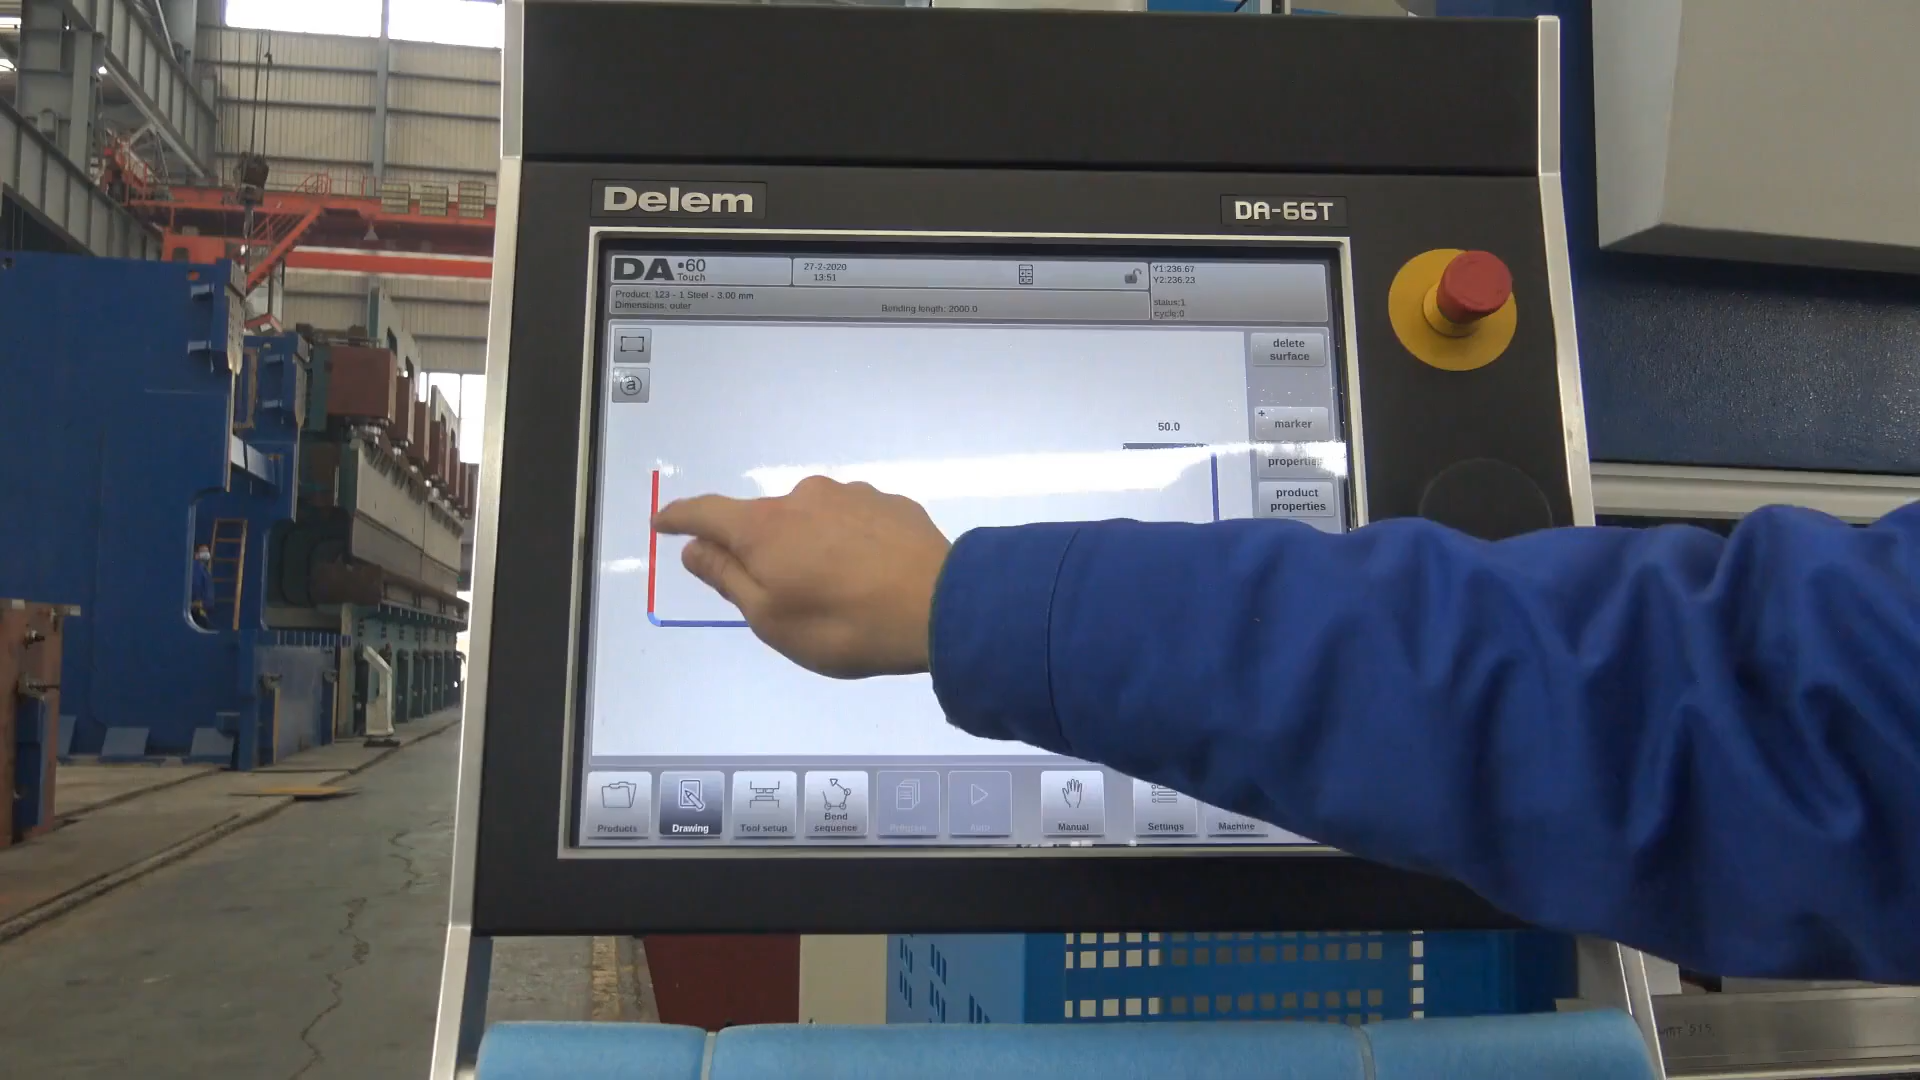 Delem
DA-66T
DA•60
Touch
27-2-2020
13:51
Y1:236.67
Y2:236.23
status:1
cycle:0
Product: 123 - 1 Steel - 3.00 mm
Dimensions: outer
Bending length: 2000.0
a
delete
surface
50.0
+
marker
product
properties
Products
Drawing
Tool setup
Bend
sequence
Program
Auto
Manual
Settings
Machine